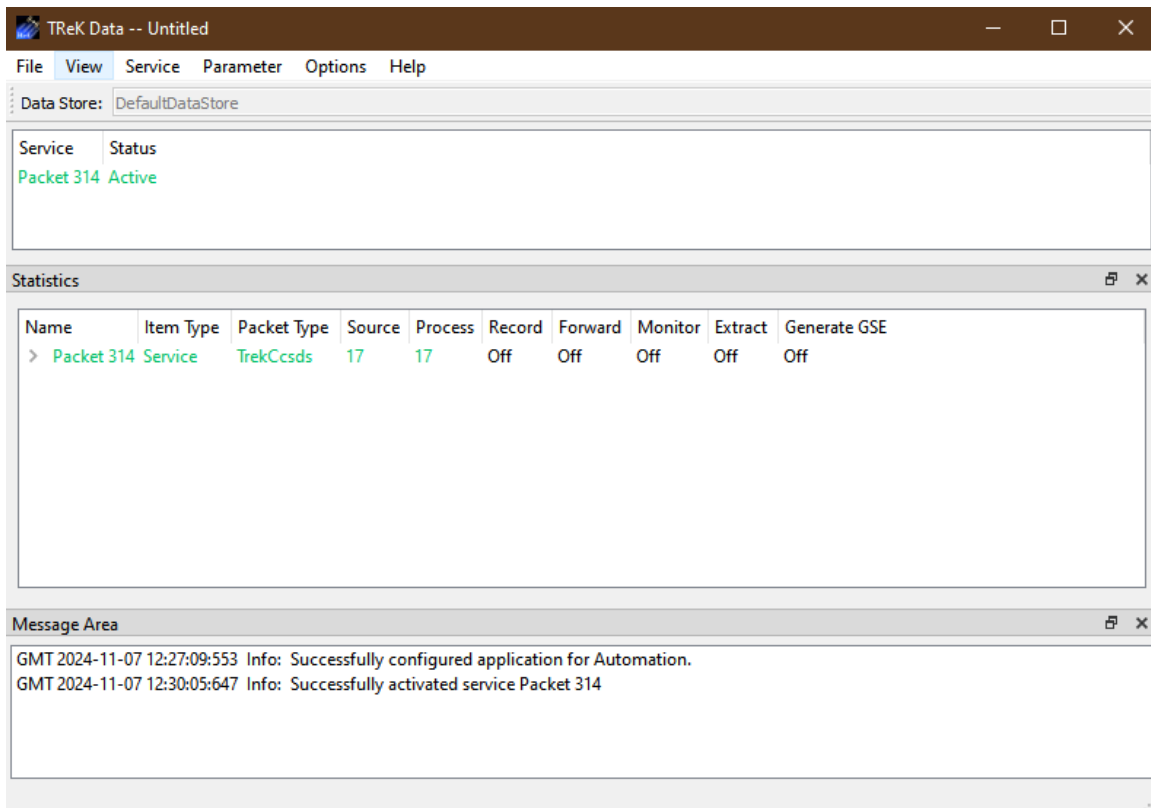 TReK Data -- Untitled
File View Service Parameter Options Help
Data Store: DefaultDataStore
Service Status
Packet 314 Active
Statistics
Name Item Type Packet Type Source Process Record Forward Monitor Extract Generate GSE
Packet 314 Service TrekCcsds 17 17 Off Off Off Off Off
Message Area
GMT 2024-11-07 12:27:09:553 Info: Successfully configured application for Automation.
GMT 2024-11-07 12:30:05:647 Info: Successfully activated service Packet 314